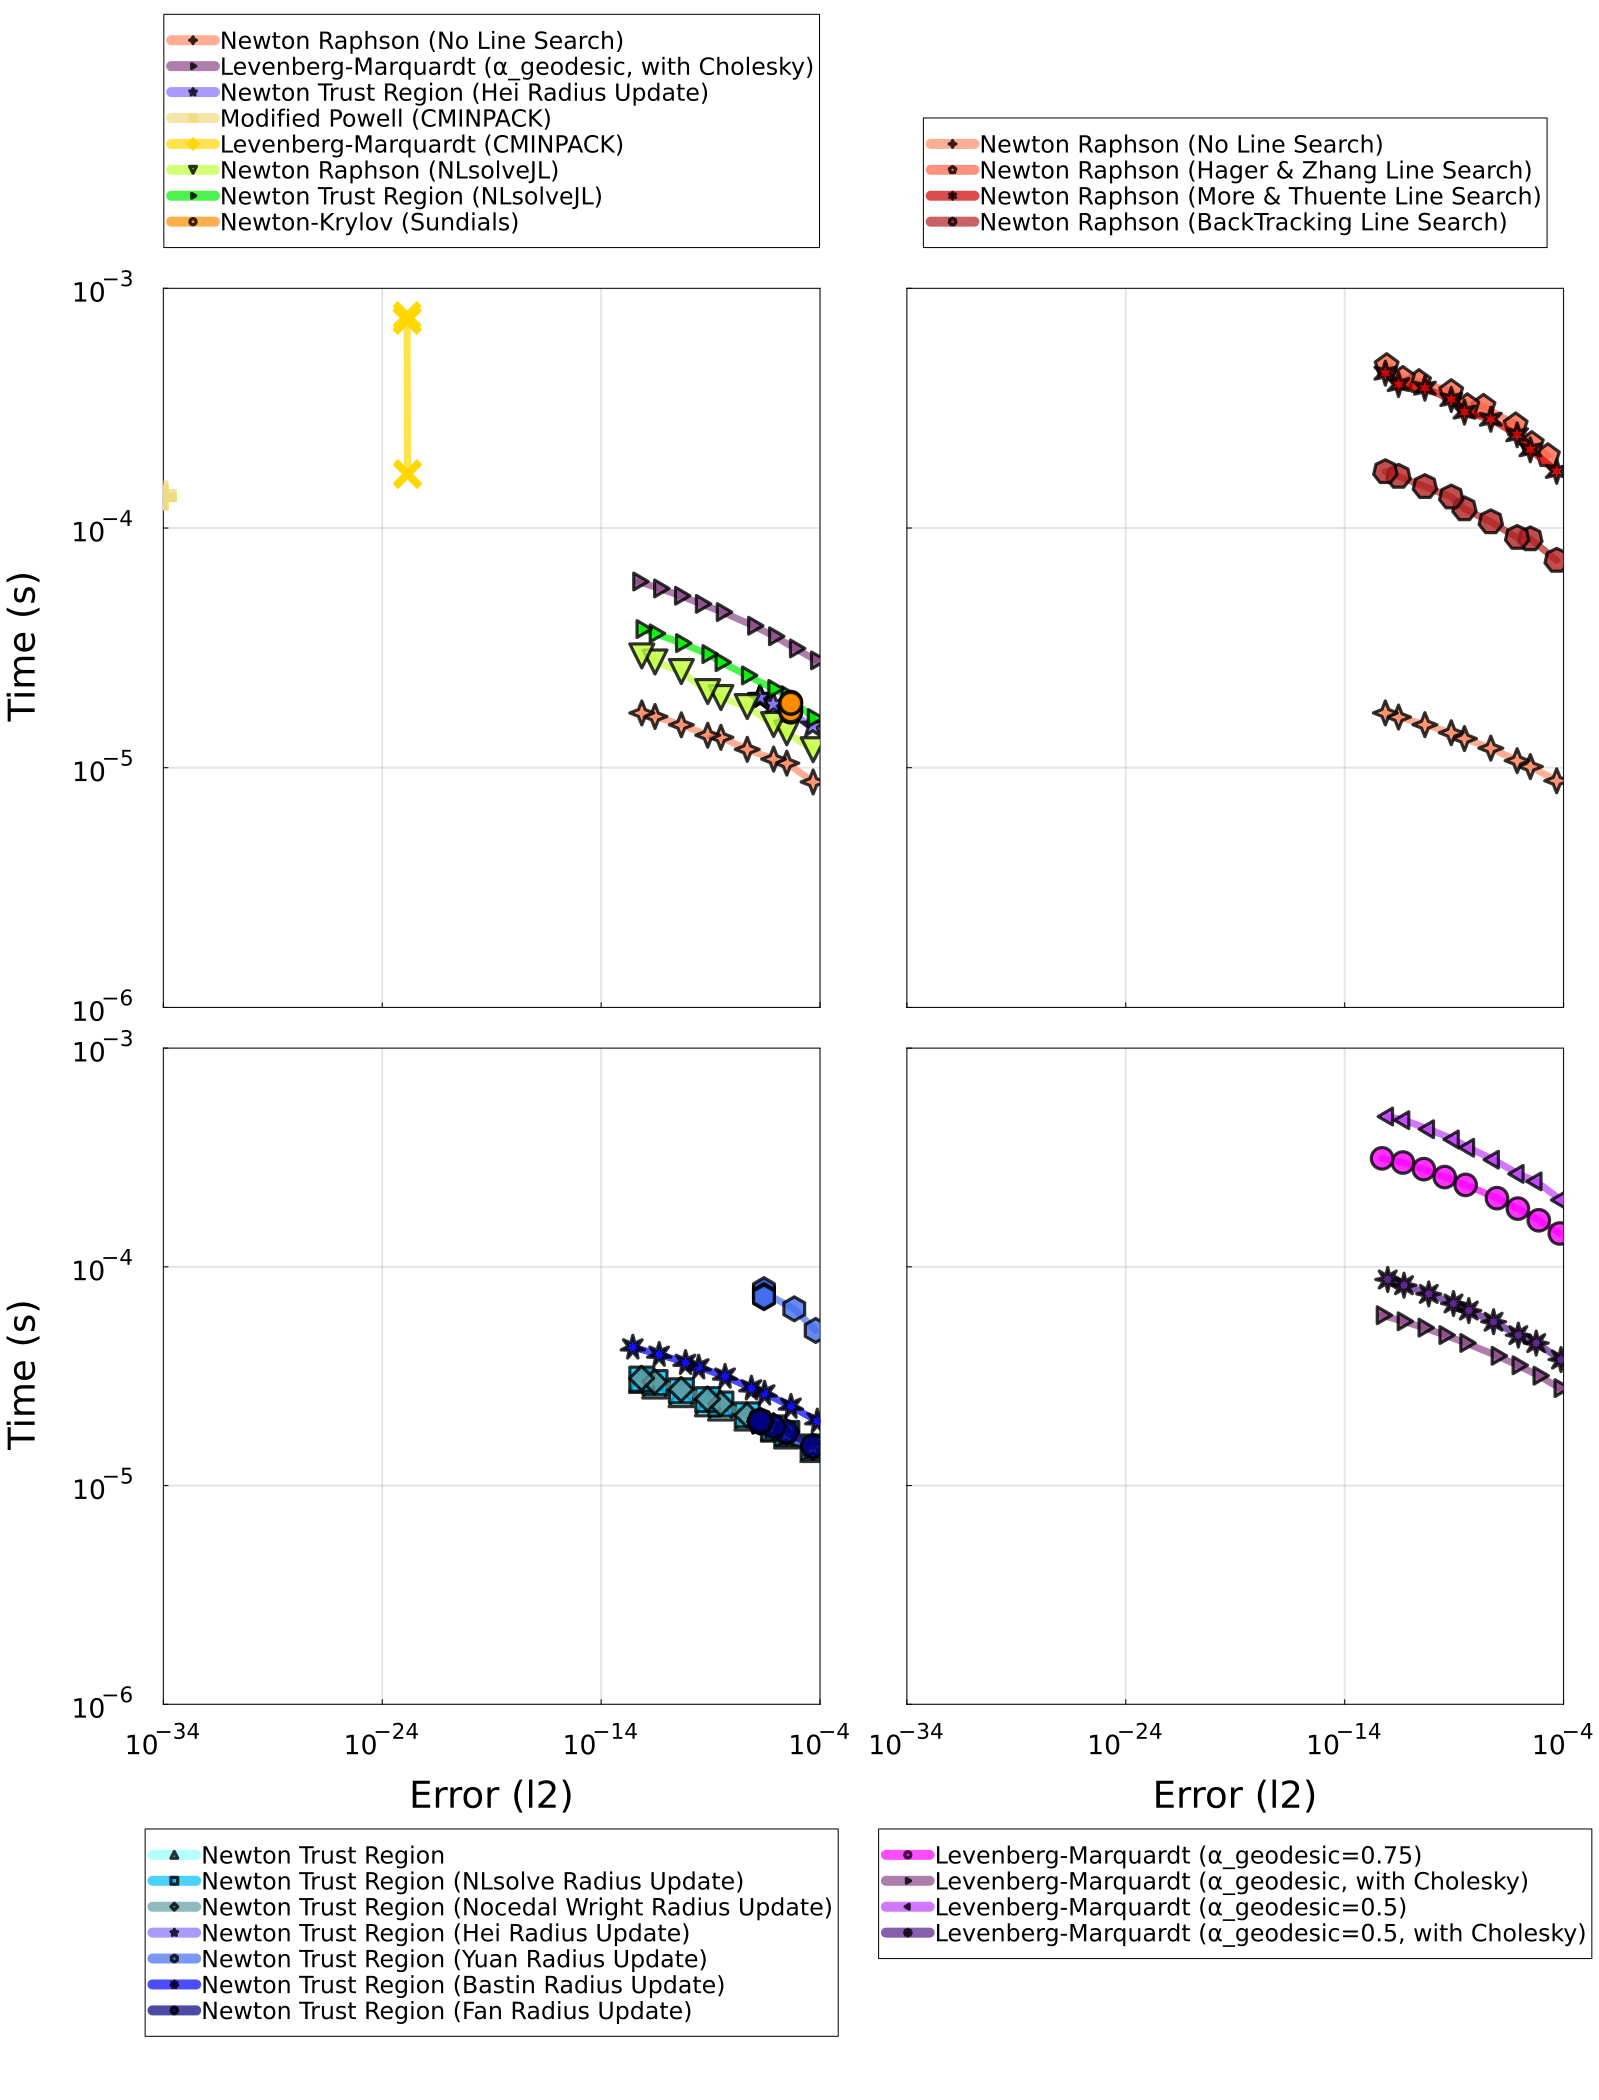 Newton Raphson (No Line Search)
Levenberg-Marquardt (α_geodesic, with Cholesky)
Newton Trust Region (Hei Radius Update)
Modified Powell (CMINPACK)
Levenberg-Marquardt (CMINPACK)
Newton Raphson (NLsolveJL)
Newton Trust Region (NLsolveJL)
Newton-Krylov (Sundials)
Newton Raphson (No Line Search)
Newton Raphson (Hager & Zhang Line Search)
Newton Raphson (More & Thuente Line Search)
Newton Raphson (BackTracking Line Search)
10⁻³
10⁻⁴
10⁻⁵
10⁻⁶
Time (s)
10⁻³
10⁻⁴
10⁻⁵
10⁻⁶
Time (s)
10⁻³⁴ 10⁻²⁴ 10⁻¹⁴ 10⁻⁴
Error (l2)
10⁻³⁴ 10⁻²⁴ 10⁻¹⁴ 10⁻⁴
Error (l2)
Newton Trust Region
Newton Trust Region (NLsolve Radius Update)
Newton Trust Region (Nocedal Wright Radius Update)
Newton Trust Region (Hei Radius Update)
Newton Trust Region (Yuan Radius Update)
Newton Trust Region (Bastin Radius Update)
Newton Trust Region (Fan Radius Update)
Levenberg-Marquardt (α_geodesic=0.75)
Levenberg-Marquardt (α_geodesic, with Cholesky)
Levenberg-Marquardt (α_geodesic=0.5)
Levenberg-Marquardt (α_geodesic=0.5, with Cholesky)